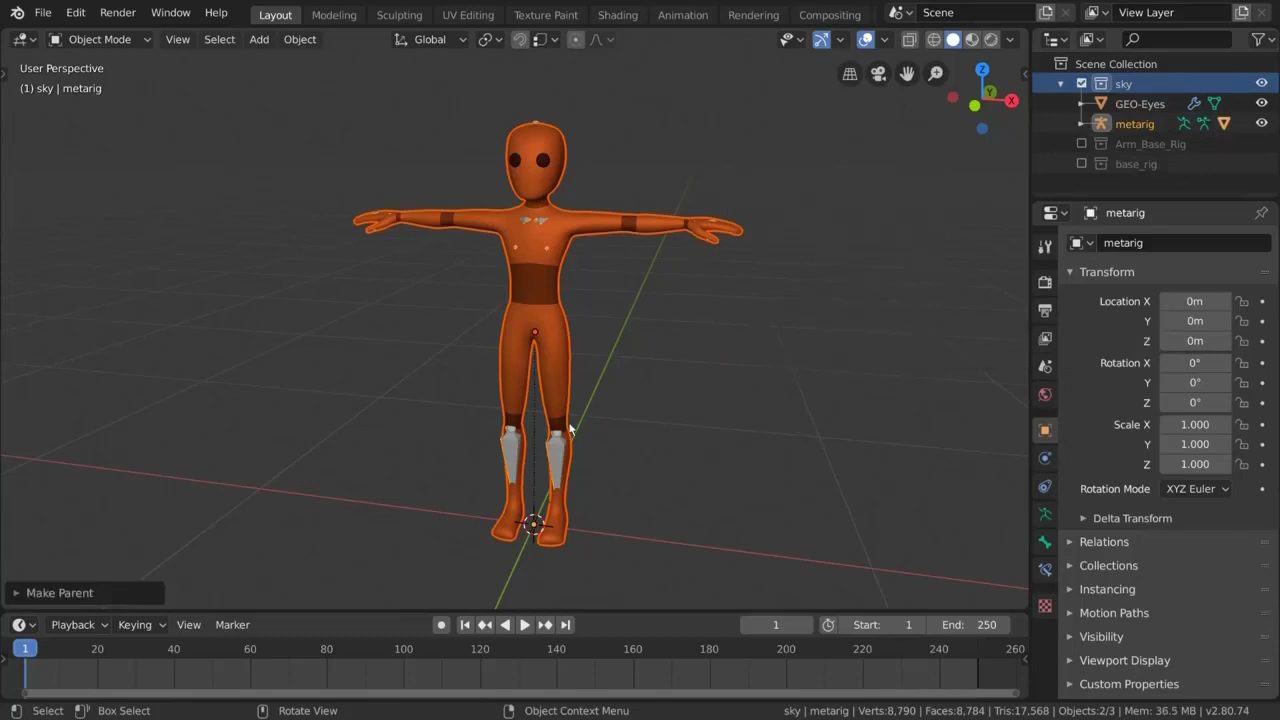 File Edit Render Window Help Layout Modeling Sculpting UV Editing Texture Paint Shading Animation Rendering Compositing Scene View Layer
Object Mode View Select Add Object Global
User Perspective
(1) sky | metarig
Z
Y
X
Scene Collection
sky
GEO-Eyes
metarig
Arm_Base_Rig
base_rig
metarig
metarig
Transform
Location X 0m
Y 0m
Z 0m
Rotation X 0°
Y 0°
Z 0°
Scale X 1.000
Y 1.000
Z 1.000
Rotation Mode XYZ Euler
Delta Transform
Relations
Collections
Instancing
Motion Paths
Visibility
Viewport Display
Custom Properties
Make Parent
Playback Keying View Marker 1 Start: 1 End: 250
1 20 40 60 80 100 120 140 160 180 200 220 240 260
Select Box Select Rotate View Object Context Menu sky | metarig | Verts:8,790 | Faces:8,784 | Tris:17,568 | Objects:2/3 | Mem: 36.5 MB | v2.80.74